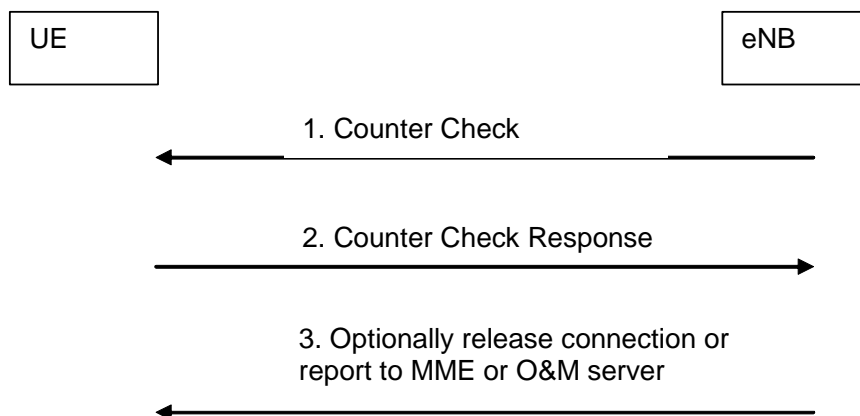 UE
eNB
1. Counter Check
2. Counter Check Response
3. Optionally release connection or
report to MME or O&M server